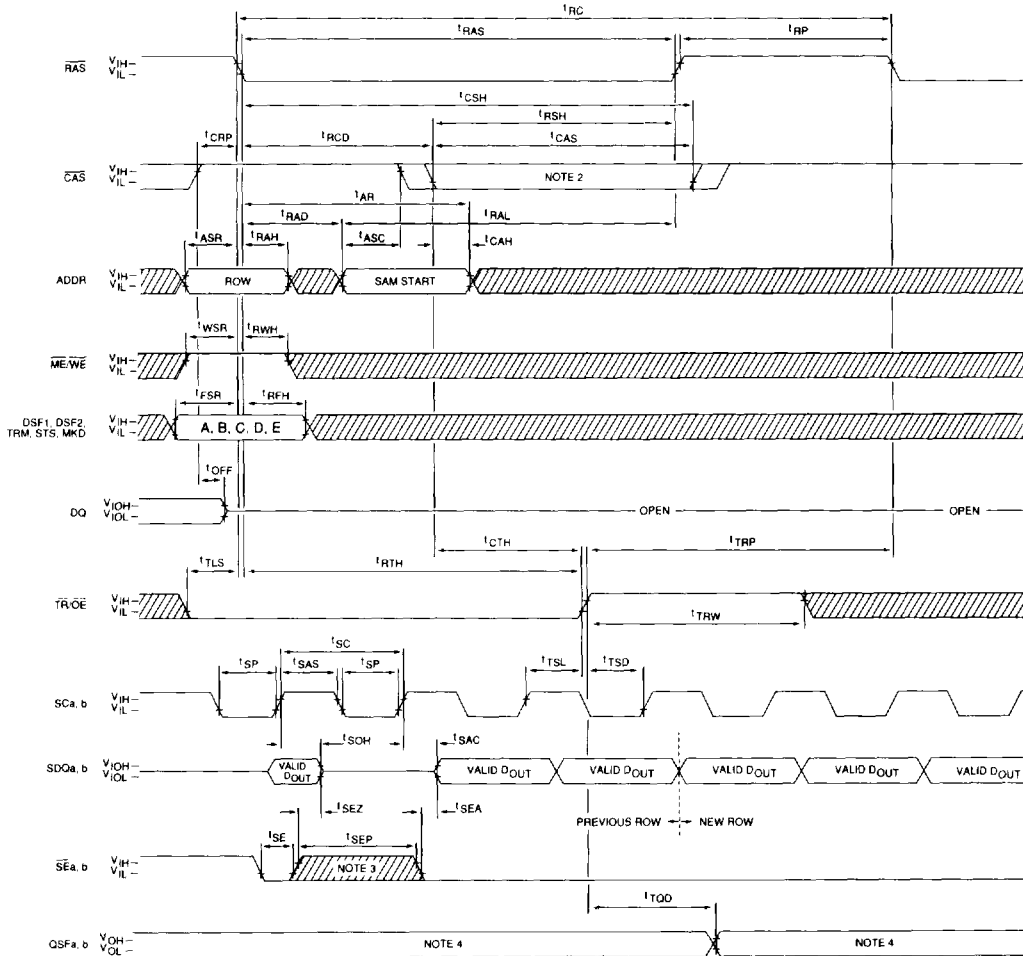 tRC
tRAS tRP
RAS VIH VIL
tCSH
tRSH
tCRP tRCD tCAS
CAS VIH VIL NOTE 2
tAR
tRAD tRAL
tASR tRAH tASC tCAH
ADDR VIH VIL ROW SAM START
tWSR tRWH
ME/WE VIH VIL
tFSR tRFH
DSF1, DSF2, TRM, STS, MKD VIH VIL A, B, C, D, E
tOFF
DQ VIOH VIOL OPEN OPEN
tCTH tTRP
tTLS tRTH
TR/OE VIH VIL
tTRW
tSC
tSP tSAS tSP tTSL tTSD
SCa, b VIH VIL
tSOH tSAC
SDQa, b VIOH VIOL VALID DOUT VALID DOUT VALID DOUT VALID DOUT VALID DOUT VALID DOUT
tSEZ tSEA
PREVIOUS ROW NEW ROW
tSE tSEP
SEa, b VIH VIL NOTE 3
tTQD
QSFa, b VOH VOL NOTE 4 NOTE 4